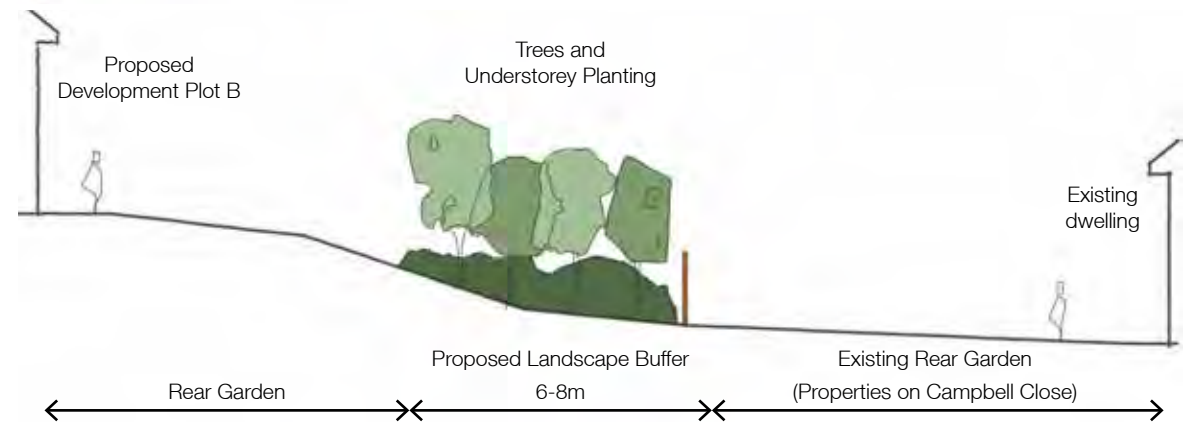 Proposed
Development Plot B
Trees and
Understorey Planting
Existing
dwelling
Proposed Landscape Buffer
Existing Rear Garden
Rear Garden
6-8m
(Properties on Campbell Close)